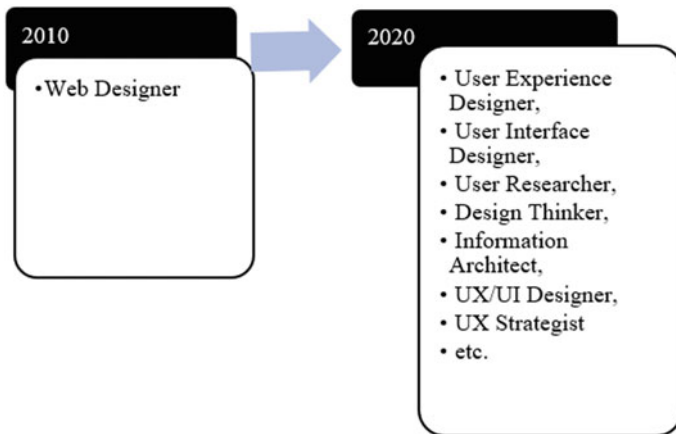 2010
•Web Designer
2020
• User Experience
Designer,
• User Interface
Designer,
• User Researcher,
• Design Thinker,
• Information
Architect,
• UX/UI Designer,
• UX Strategist
• etc.